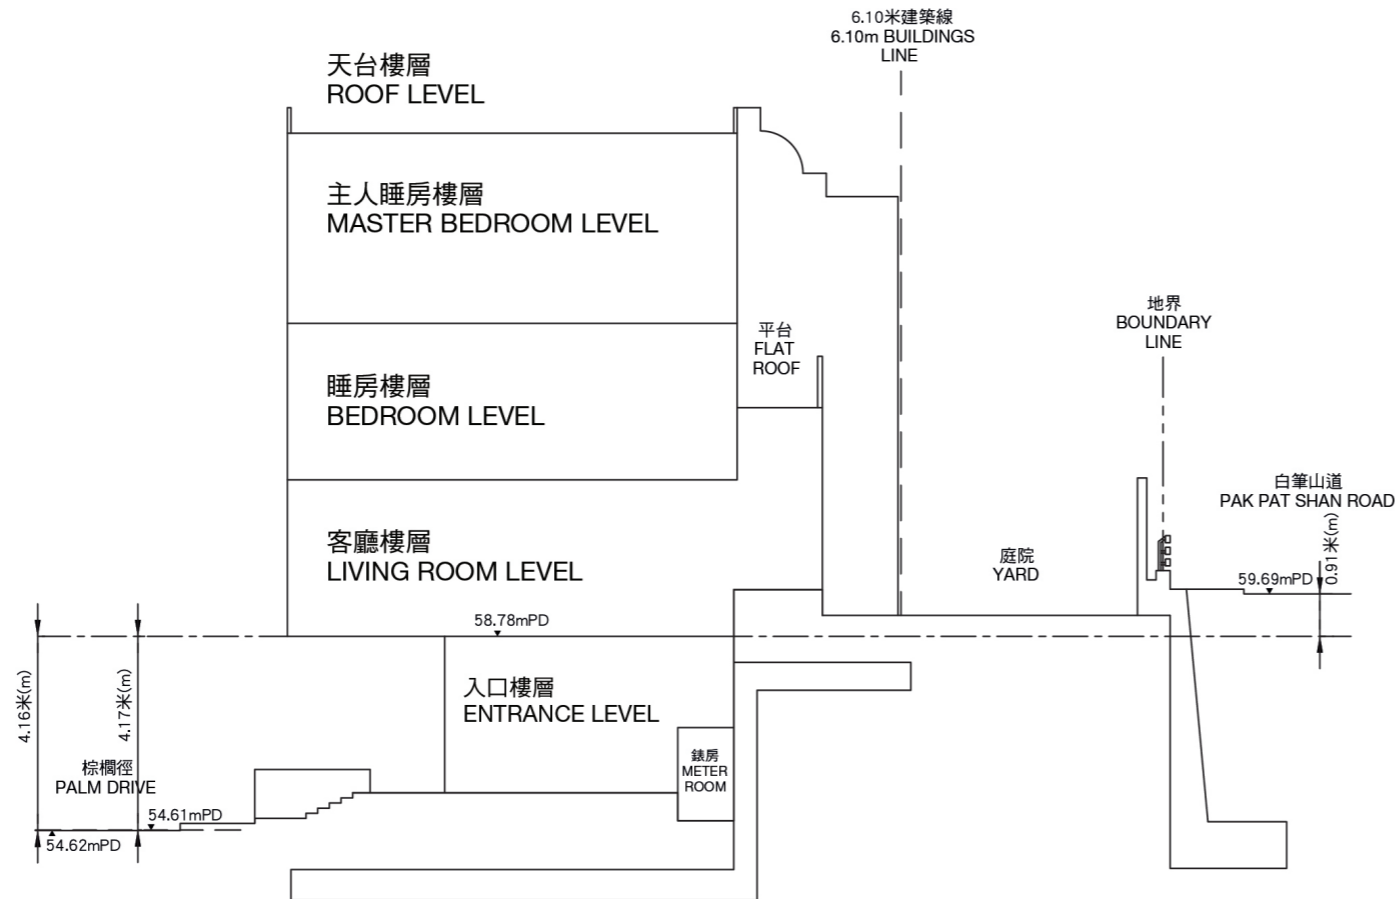 6.10米建築線
6.10m BUILDINGS
LINE
天台樓層
ROOF LEVEL
主人睡房樓層
MASTER BEDROOM LEVEL
地界
BOUNDARY
LINE
平台
FLAT
ROOF
睡房樓層
BEDROOM LEVEL
白筆山道
PAK PAT SHAN ROAD
客廳樓層
LIVING ROOM LEVEL
庭院
YARD
59.69mPD
0.91米(m)
58.78mPD
入口樓層
ENTRANCE LEVEL
4.16米(m)
4.17米(m)
錶房
METER
ROOM
棕櫚徑
PALM DRIVE
54.61mPD
54.62mPD